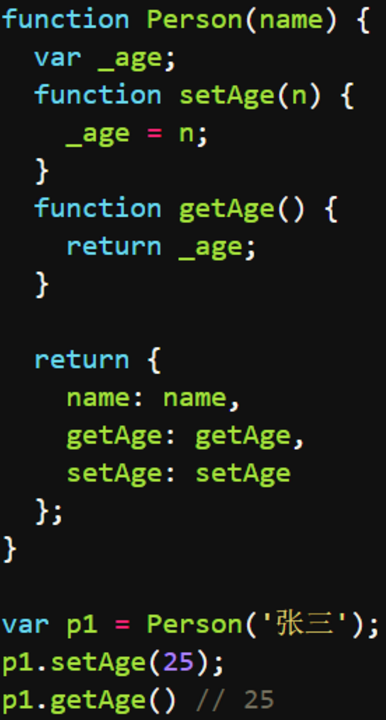 function Person(name) {
  var _age;
  function setAge(n) {
    _age = n;
  }
  function getAge() {
    return _age;
  }

  return {
    name: name,
    getAge: getAge,
    setAge: setAge
  };
}

var p1 = Person('张三');
p1.setAge(25);
p1.getAge() // 25